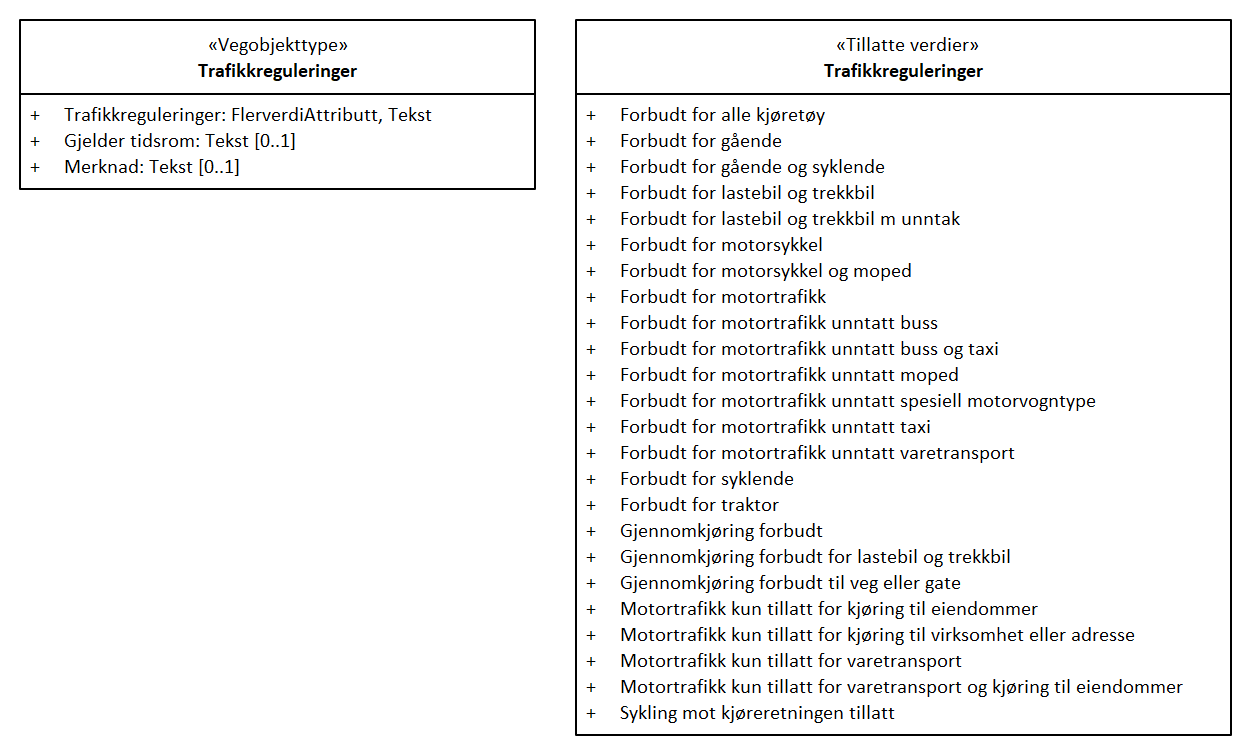 «Vegobjekttype»
Trafikkreguleringer
+ Trafikkreguleringer: FlerverdiAttributt, Tekst
+ Gjelder tidsrom: Tekst [0..1]
+ Merknad: Tekst [0..1]
«Tillatte verdier»
Trafikkreguleringer
+ Forbudt for alle kjøretøy
+ Forbudt for gående
+ Forbudt for gående og syklende
+ Forbudt for lastebil og trekkbil
+ Forbudt for lastebil og trekkbil m unntak
+ Forbudt for motorsykkel
+ Forbudt for motorsykkel og moped
+ Forbudt for motortrafikk
+ Forbudt for motortrafikk unntatt buss
+ Forbudt for motortrafikk unntatt buss og taxi
+ Forbudt for motortrafikk unntatt moped
+ Forbudt for motortrafikk unntatt spesiell motorvogntype
+ Forbudt for motortrafikk unntatt taxi
+ Forbudt for motortrafikk unntatt varetransport
+ Forbudt for syklende
+ Forbudt for traktor
+ Gjennomkjøring forbudt
+ Gjennomkjøring forbudt for lastebil og trekkbil
+ Gjennomkjøring forbudt til veg eller gate
+ Motortrafikk kun tillatt for kjøring til eiendommer
+ Motortrafikk kun tillatt for kjøring til virksomhet eller adresse
+ Motortrafikk kun tillatt for varetransport
+ Motortrafikk kun tillatt for varetransport og kjøring til eiendommer
+ Sykling mot kjøreretningen tillatt